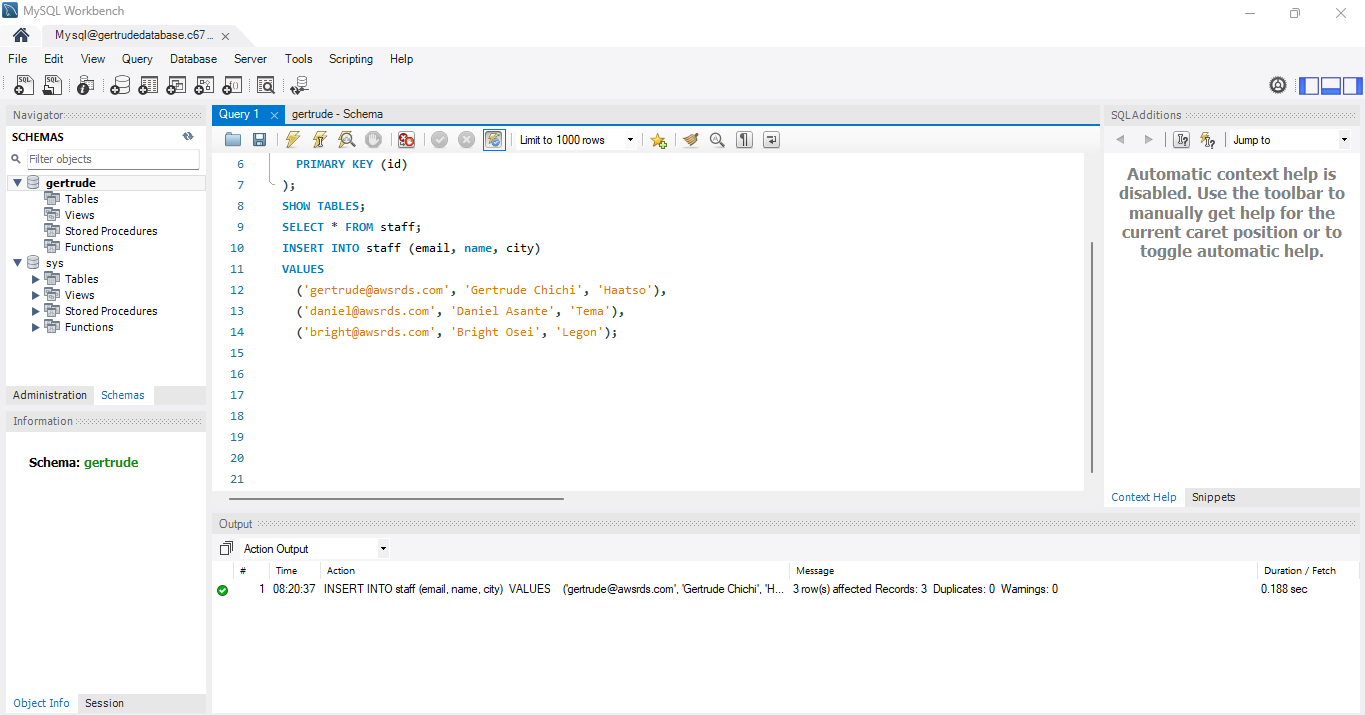 MySQL Workbench
Mysql@gertrudedatabase.c67...
File Edit View Query Database Server Tools Scripting Help
Navigator
SCHEMAS
Filter objects
gertrude
Tables
Views
Stored Procedures
Functions
sys
Tables
Views
Stored Procedures
Functions
Administration Schemas
Information
Schema: gertrude
Object Info Session
Query 1 gertrude - Schema
Limit to 1000 rows
6 PRIMARY KEY (id)
7 );
8 SHOW TABLES;
9 SELECT * FROM staff;
10 INSERT INTO staff (email, name, city)
11 VALUES
12 ('gertrude@awsrds.com', 'Gertrude Chichi', 'Haatso'),
13 ('daniel@awsrds.com', 'Daniel Asante', 'Tema'),
14 ('bright@awsrds.com', 'Bright Osei', 'Legon');
15
16
17
18
19
20
21
SQLAdditions
Jump to
Automatic context help is
disabled. Use the toolbar to
manually get help for the
current caret position or to
toggle automatic help.
Context Help Snippets
Output
Action Output
# Time Action Message Duration / Fetch
1 08:20:37 INSERT INTO staff (email, name, city) VALUES ('gertrude@awsrds.com', 'Gertrude Chichi', 'H... 3 row(s) affected Records: 3 Duplicates: 0 Warnings: 0 0.188 sec